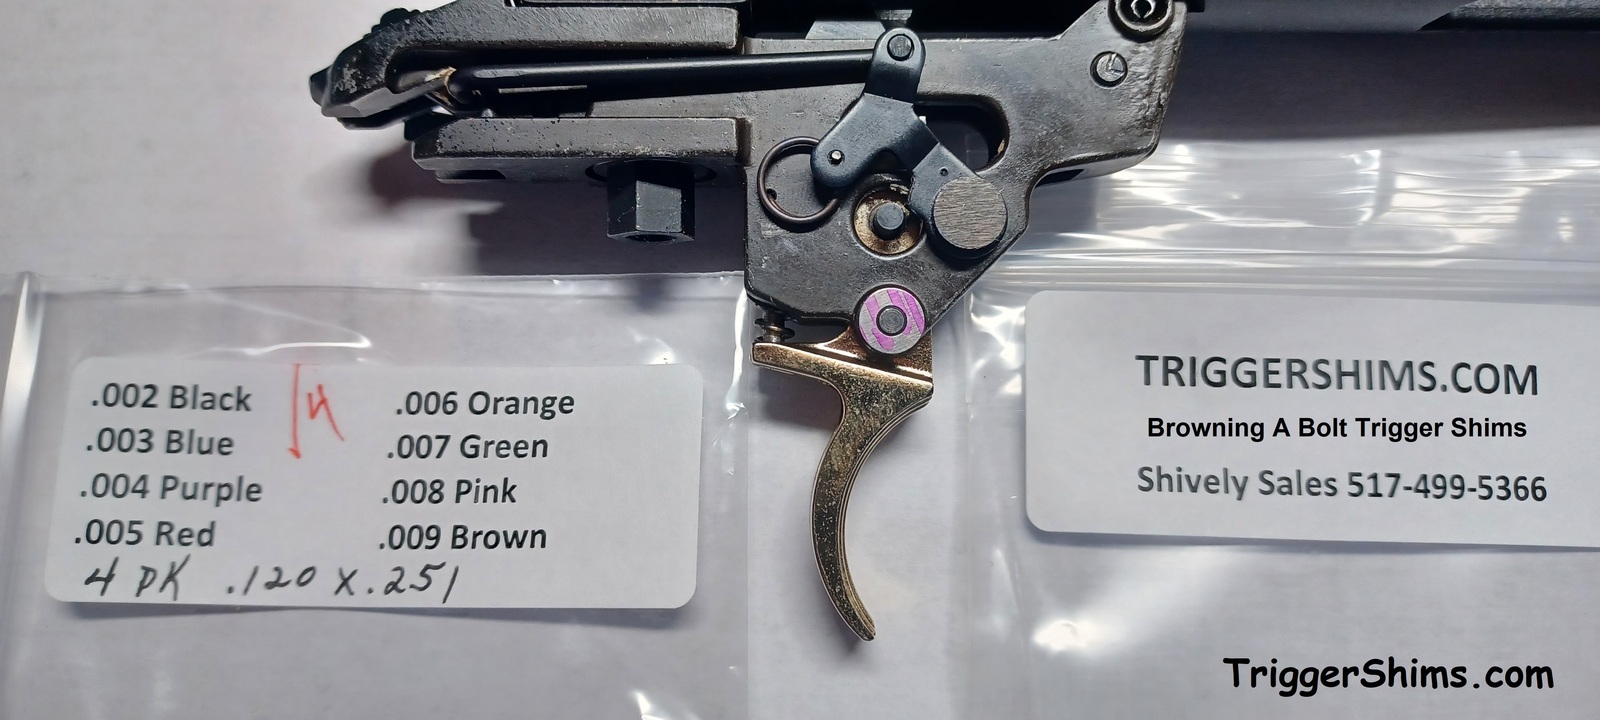 .002 Black
.003 Blue
.004 Purple
.005 Red
.006 Orange
.007 Green
.008 Pink
.009 Brown
4 PK .120 x .251
TRIGGERSHIMS.COM
Browning A Bolt Trigger Shims
Shively Sales 517-499-5366
TriggerShims.com